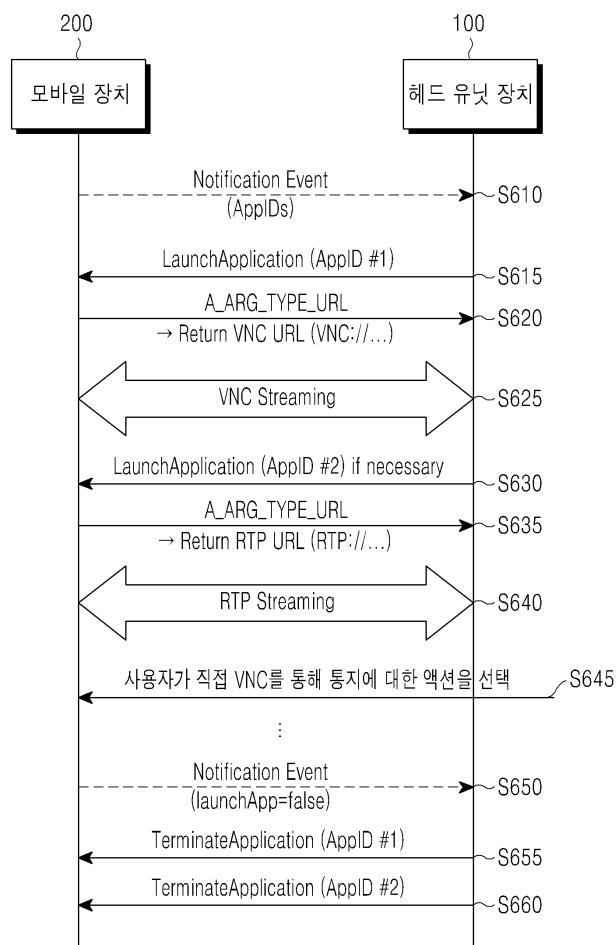 200
100
모바일 장치
헤드 유닛 장치
Notification Event
(AppIDs)
S610
LaunchApplication (AppID #1)
S615
A_ARG_TYPE_URL
→ Return VNC URL (VNC://...)
S620
VNC Streaming
S625
LaunchApplication (AppID #2) if necessary
S630
A_ARG_TYPE_URL
→ Return RTP URL (RTP://...)
S635
RTP Streaming
S640
사용자가 직접 VNC를 통해 통지에 대한 액션을 선택
S645
⋮
Notification Event
(launchApp=false)
S650
TerminateApplication (AppID #1)
S655
TerminateApplication (AppID #2)
S660